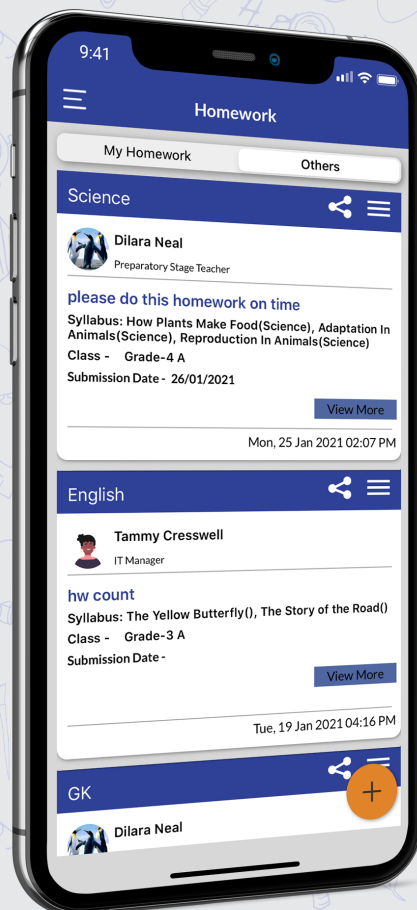 9:41
Homework
My Homework
Others
Science
Dilara Neal
Preparatory Stage Teacher
please do this homework on time
Syllabus: How Plants Make Food(Science), Adaptation In
Animals(Science), Reproduction In Animals(Science)
Class - Grade-4 A
Submission Date - 26/01/2021
View More
Mon, 25 Jan 2021 02:07 PM
English
Tammy Cresswell
IT Manager
hw count
Syllabus: The Yellow Butterfly(), The Story of the Road()
Class - Grade-3 A
Submission Date -
View More
Tue, 19 Jan 2021 04:16 PM
GK
Dilara Neal